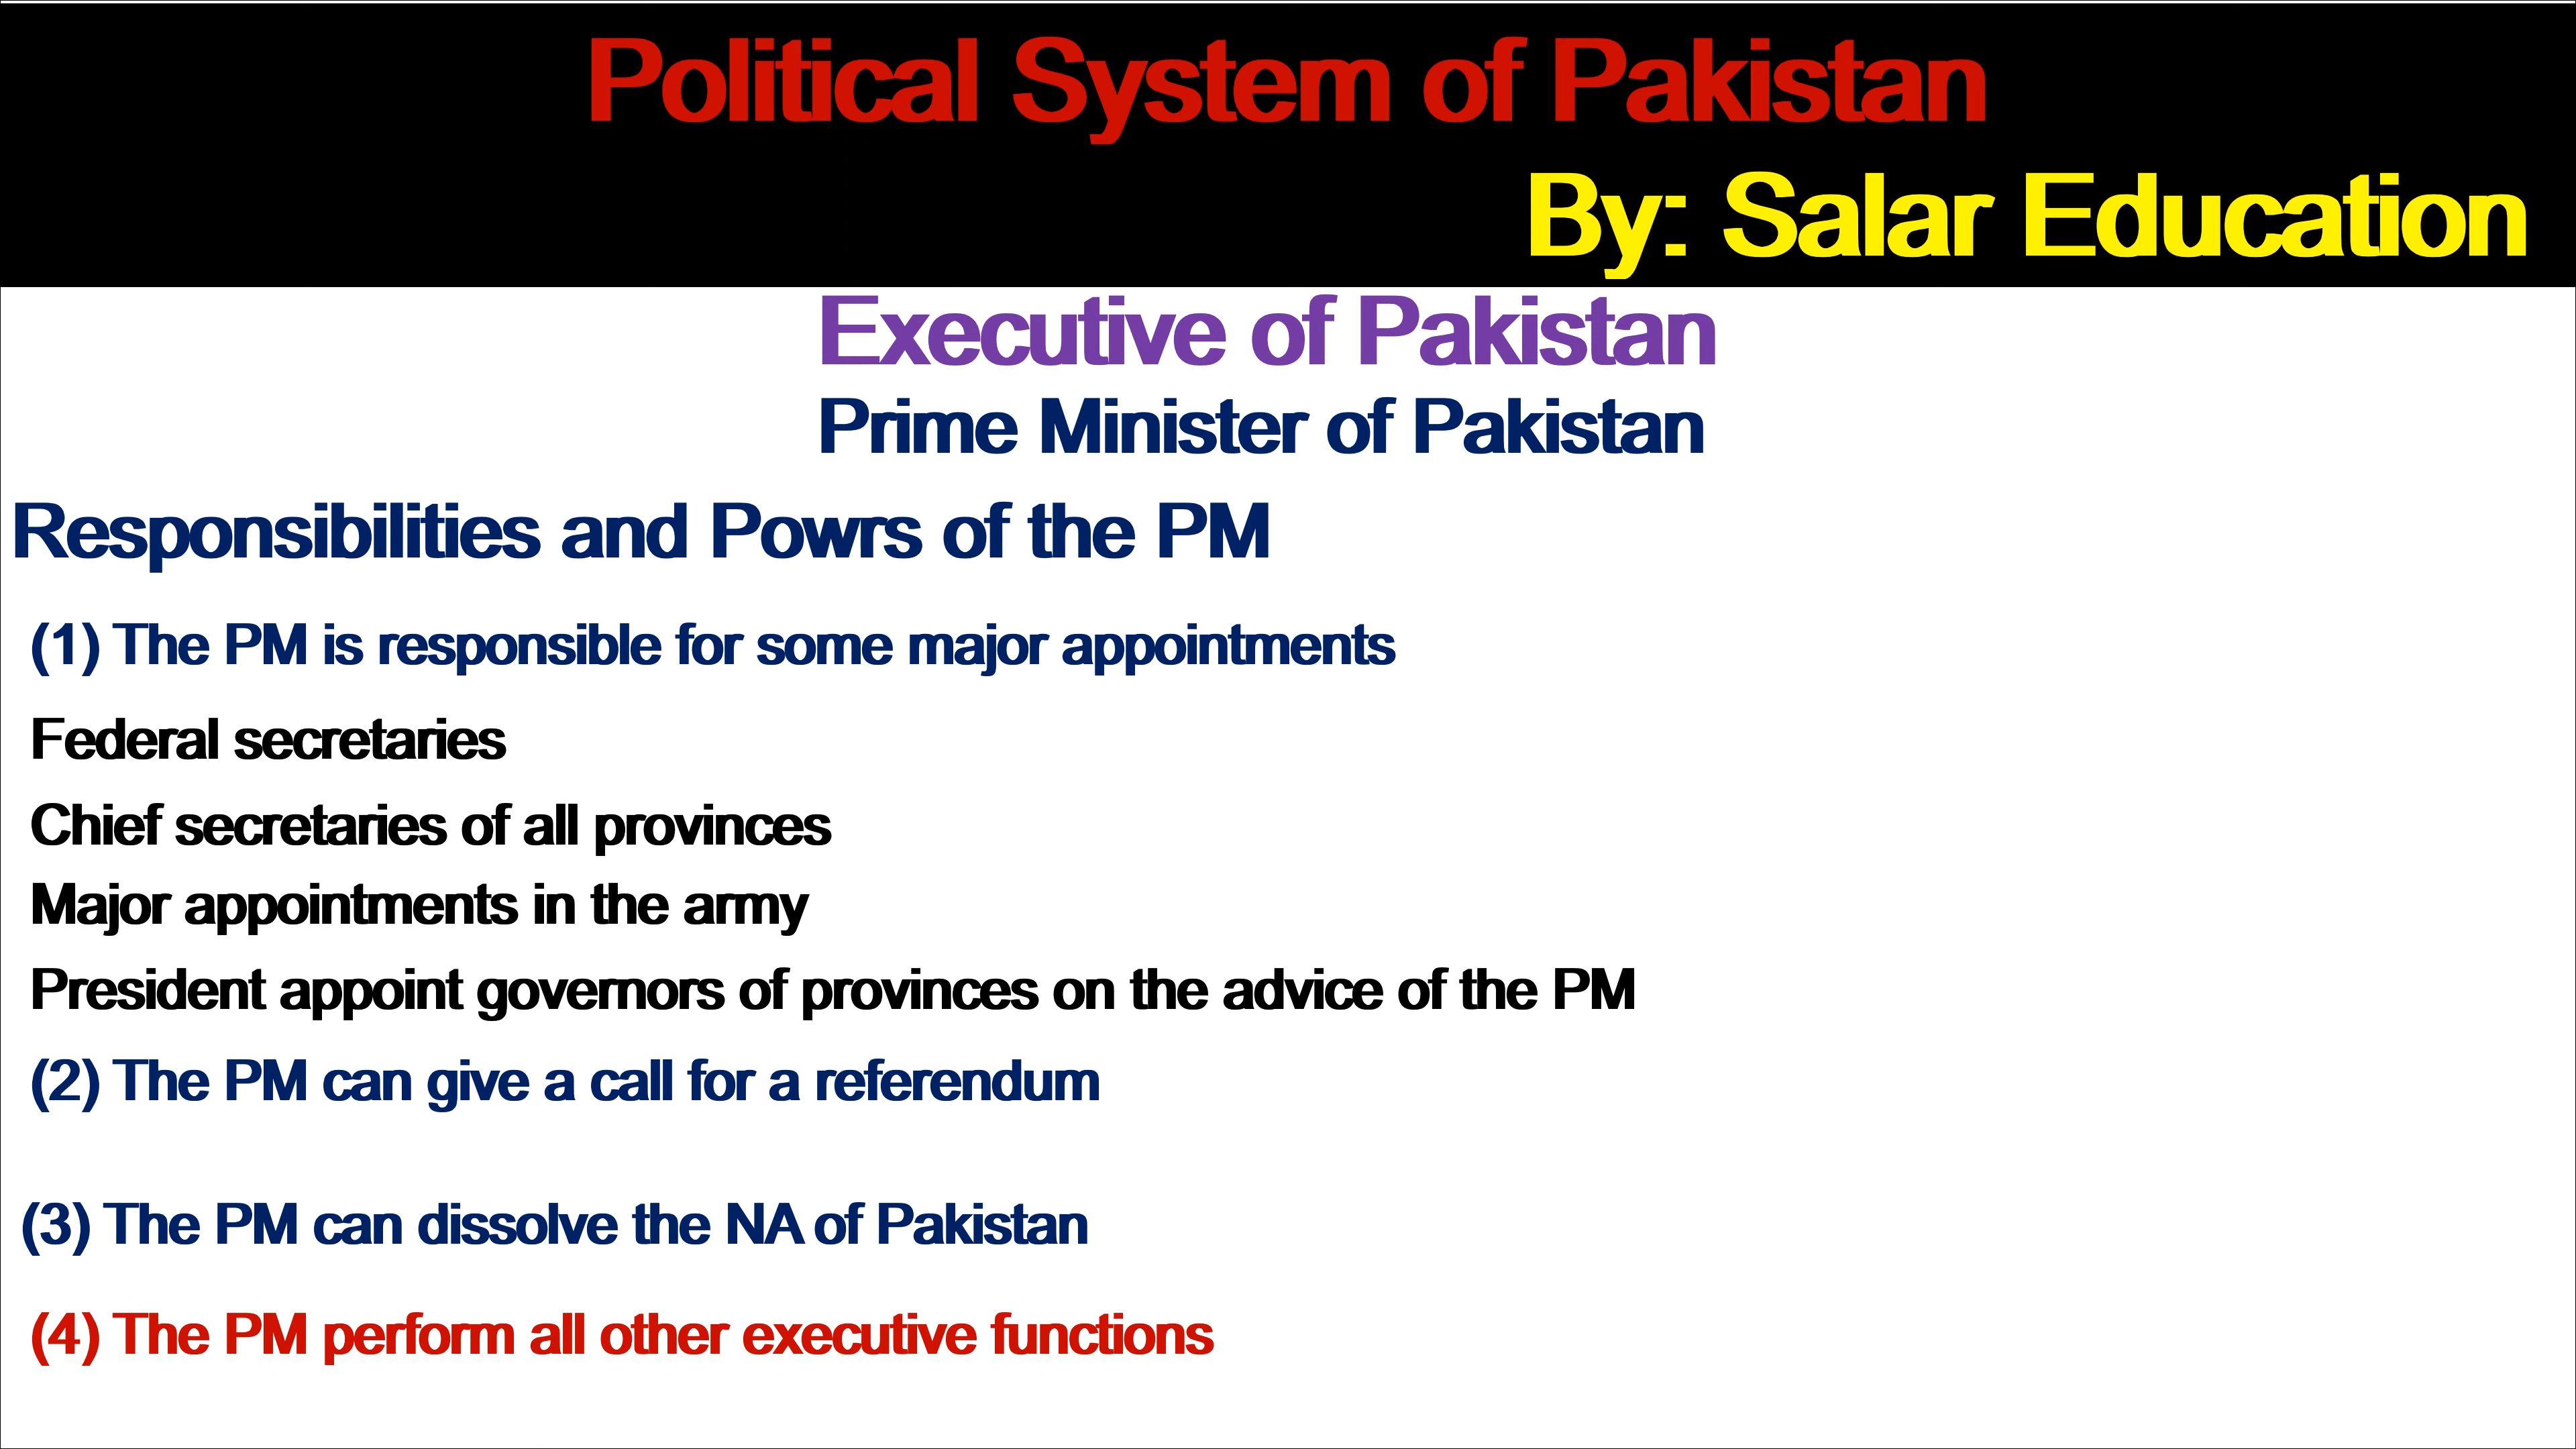 Political System of Pakistan
By: Salar Education
Executive of Pakistan
Prime Minister of Pakistan
Responsibilities and Powrs of the PM
(1) The PM is responsible for some major appointments
Federal secretaries
Chief secretaries of all provinces
Major appointments in the army
President appoint governors of provinces on the advice of the PM
(2) The PM can give a call for a referendum
(3) The PM can dissolve the NA of Pakistan
(4) The PM perform all other executive functions